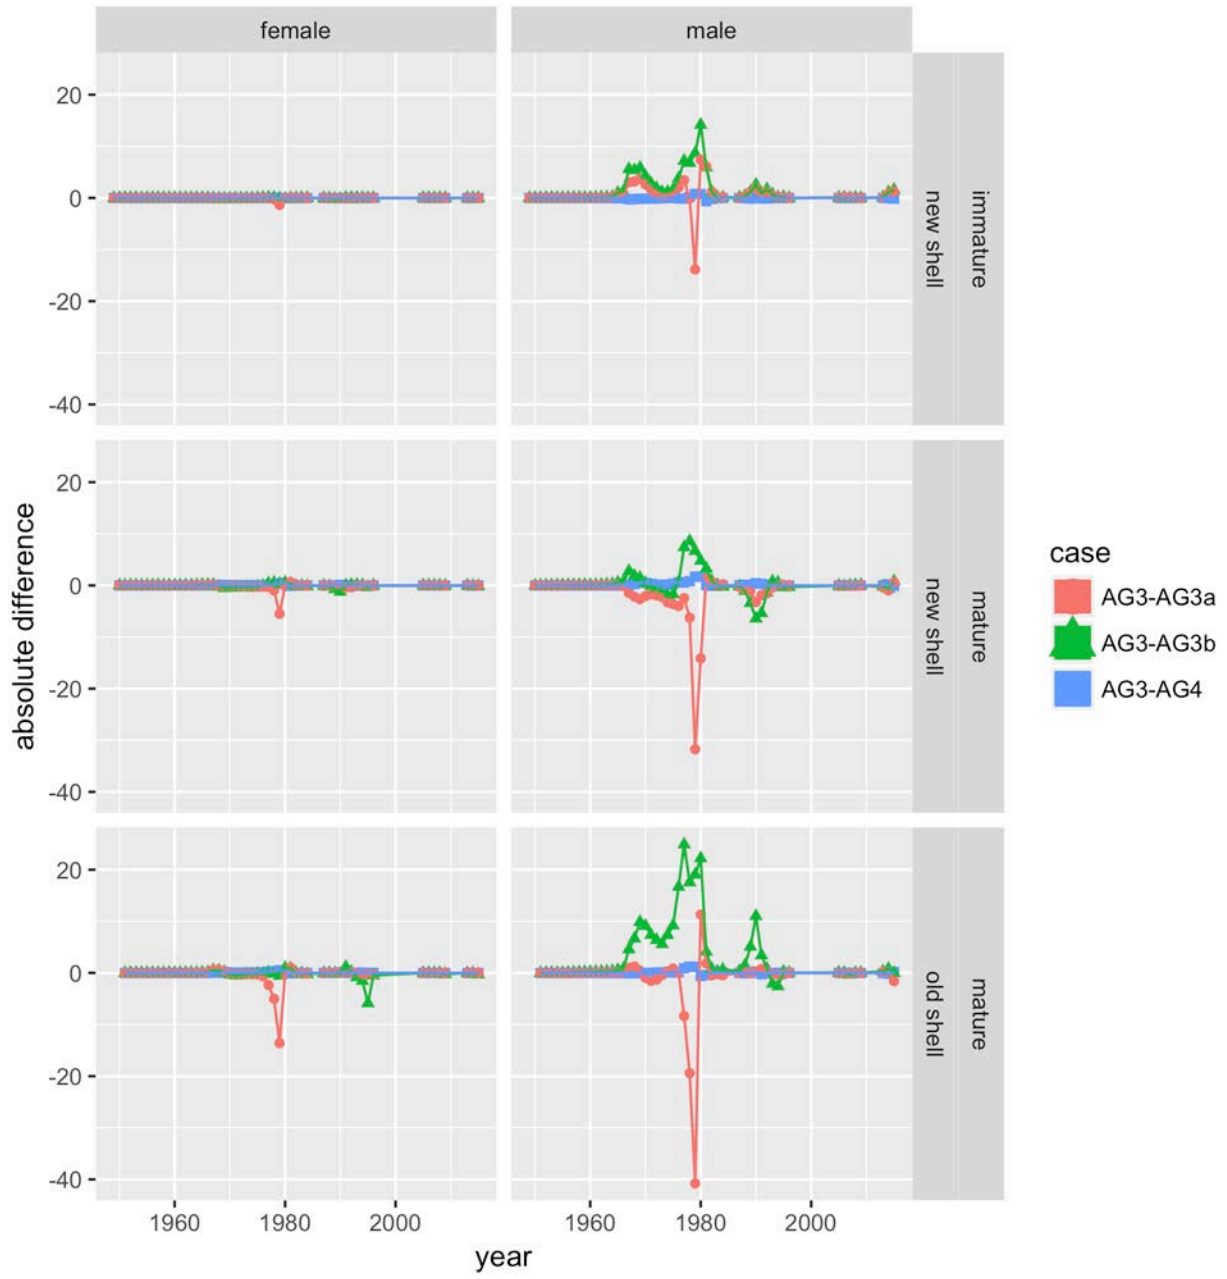 female
male
20
0
-20
-40
new shell
immature
20
0
-20
-40
new shell
mature
20
0
-20
-40
old shell
mature
absolute difference
1960
1980
2000
1960
1980
2000
year
case
AG3-AG3a
AG3-AG3b
AG3-AG4